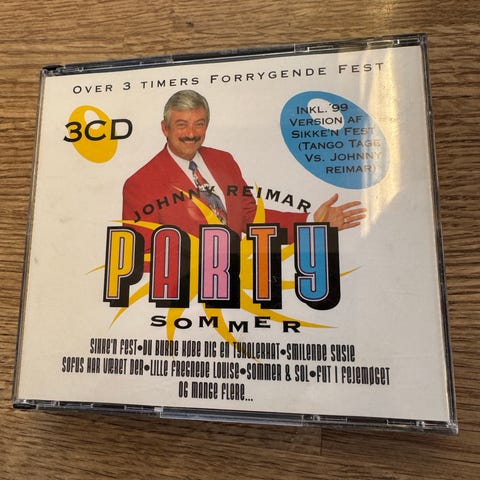 OVER 3 TIMERS FORRYGENDE FEST
3CD
INKL. '99
VERSION AF
SIKKE'N FEST
(TANGO TAGE
VS. JOHNNY
REIMAR)
JOHNNY REIMAR
PARTY
SOMMER
SIKKE'N FEST•DU BURDE KØBE DIG EN TYROLERHAT•SMILENDE SUSIE
SOFUS HAR VÆRET DER•LILLE FREGNEDE LOUISE•SOMMER & SOL•FUT I FEJEMØGET
OG MANGE FLERE...